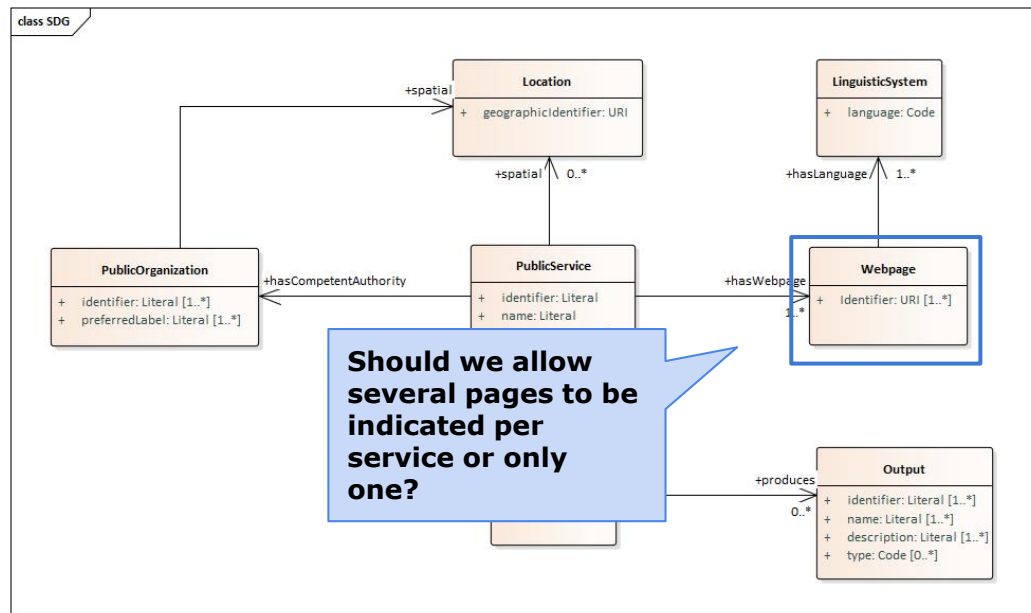 class SDG
Location
+ geographicIdentifier: URI
LinguisticSystem
+ language: Code
+spatial
+spatial 0..*
+hasLanguage 1..*
PublicOrganization
+ identifier: Literal [1..*]
+ preferredLabel: Literal [1..*]
+hasCompetentAuthority
PublicService
+ identifier: Literal
+ name: Literal
+hasWebpage
1..*
Webpage
+ Identifier: URI [1..*]
Should we allow
several pages to be
indicated per
service or only
one?
+produces
0..*
Output
+ identifier: Literal [1..*]
+ name: Literal [1..*]
+ description: Literal [1..*]
+ type: Code [0..*]